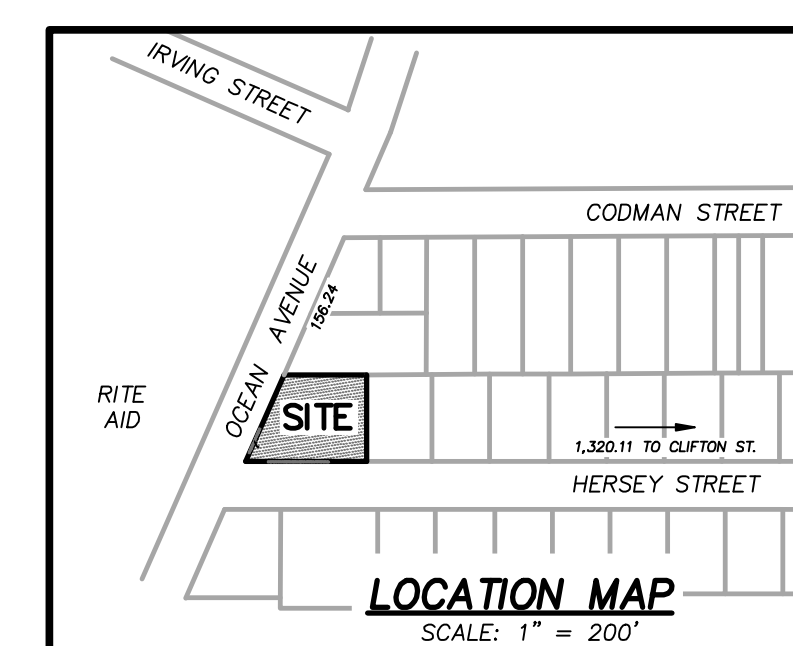 IRVING STREET
CODMAN STREET
OCEAN AVENUE
156.24
RITE
AID
SITE
1,320.11 TO CLIFTON ST.
HERSEY STREET
LOCATION MAP
SCALE: 1" = 200'